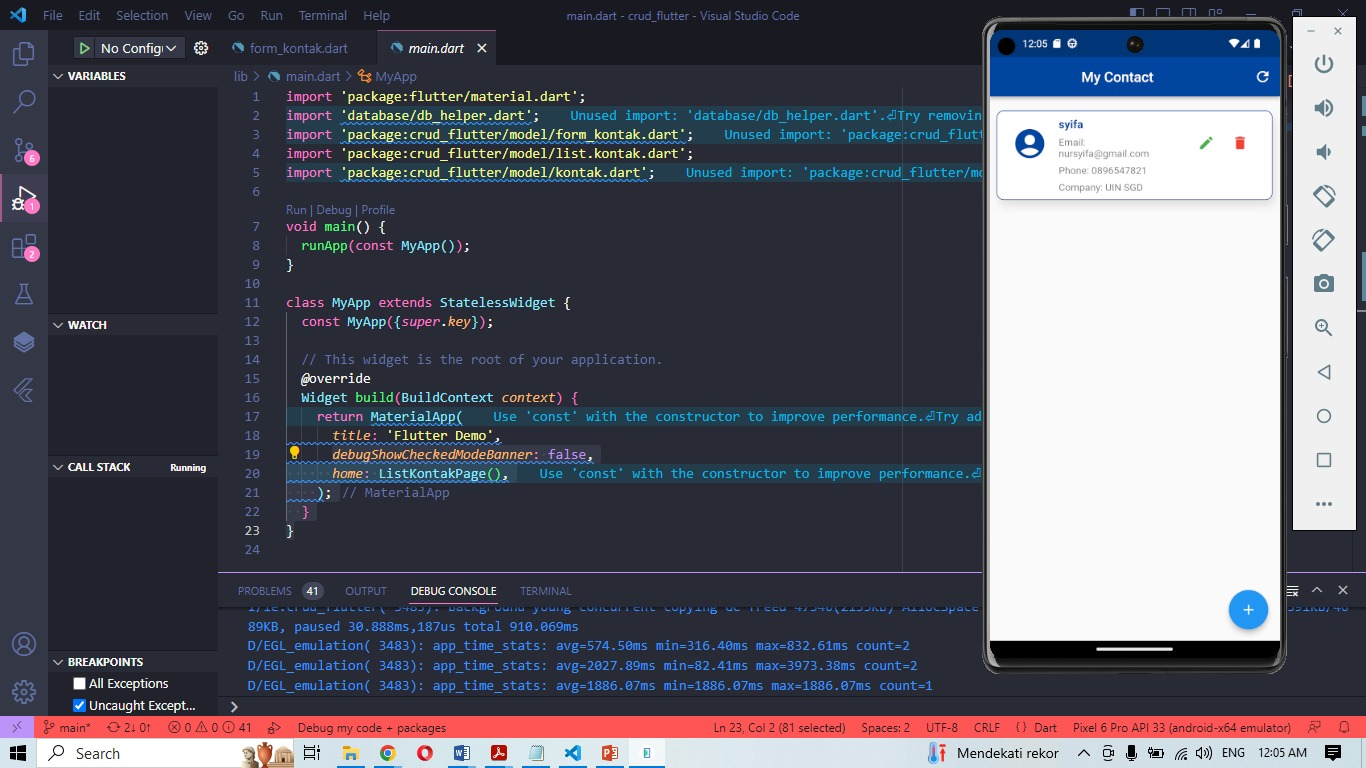 File Edit Selection View Go Run Terminal Help
main.dart - crud_flutter - Visual Studio Code
No Config
form_kontak.dart
main.dart
VARIABLES
WATCH
CALL STACK Running
BREAKPOINTS
All Exceptions
Uncaught Except...
6
1
2
lib > main.dart > MyApp
1 import 'package:flutter/material.dart';
2 import 'database/db_helper.dart'; Unused import: 'database/db_helper.dart'.⏎Try removin
3 import 'package:crud_flutter/model/form_kontak.dart'; Unused import: 'package:crud_flutt
4 import 'package:crud_flutter/model/list.kontak.dart';
5 import 'package:crud_flutter/model/kontak.dart'; Unused import: 'package:crud_flutter/mo
6
Run | Debug | Profile
7 void main() {
8 runApp(const MyApp());
9 }
10
11 class MyApp extends StatelessWidget {
12 const MyApp({super.key});
13
14 // This widget is the root of your application.
15 @override
16 Widget build(BuildContext context) {
17 return MaterialApp( Use 'const' with the constructor to improve performance.⏎Try ad
18 title: 'Flutter Demo',
19 debugShowCheckedModeBanner: false,
20 home: ListKontakPage(), Use 'const' with the constructor to improve performance.⏎
21 ); // MaterialApp
22 }
23 }
24
PROBLEMS 41 OUTPUT DEBUG CONSOLE TERMINAL
89KB, paused 30.888ms,187us total 910.069ms
D/EGL_emulation( 3483): app_time_stats: avg=574.50ms min=316.40ms max=832.61ms count=2
D/EGL_emulation( 3483): app_time_stats: avg=2027.89ms min=82.41ms max=3973.38ms count=2
D/EGL_emulation( 3483): app_time_stats: avg=1886.07ms min=1886.07ms max=1886.07ms count=1
>
12:05
My Contact
syifa
Email:
nursyifa@gmail.com
Phone: 0896547821
Company: UIN SGD
+
main* 2↓ 0↑ 0 0 41 Debug my code + packages Ln 23, Col 2 (81 selected) Spaces: 2 UTF-8 CRLF { } Dart Pixel 6 Pro API 33 (android-x64 emulator)
Search
Mendekati rekor ENG 12:05 AM